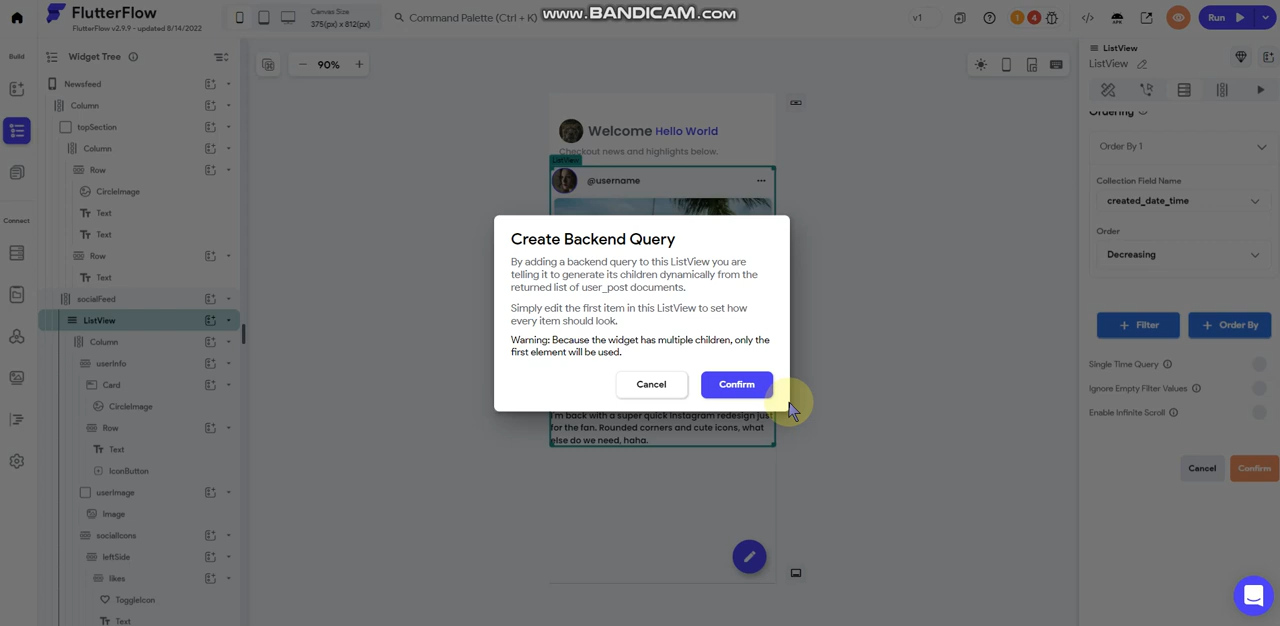 FlutterFlow
FlutterFlow v2.9.9 - updated 8/14/2022
Canvas Size
375(px) x 812(px)
Command Palette (Ctrl + K)
www.BANDICAM.com
v1
1
4
APK
Run
Build
Connect
Widget Tree
Newsfeed
Column
topSection
Column
Row
CircleImage
Text
Text
Row
Text
socialFeed
ListView
Column
userInfo
Card
CircleImage
Row
Text
IconButton
userImage
Image
socialIcons
leftSide
likes
ToggleIcon
Text
90%
Welcome Hello World
Checkout news and highlights below.
ListView
@username
Create Backend Query
By adding a backend query to this ListView you are
telling it to generate its children dynamically from the
returned list of user_post documents.
Simply edit the first item in this ListView to set how
every item should look.
Warning: Because the widget has multiple children, only the
first element will be used.
Cancel
Confirm
I'm back with a super quick Instagram redesign just
for the fan. Rounded corners and cute icons, what
else do we need, haha.
ListView
ListView
Ordering
Order By 1
Collection Field Name
created_date_time
Order
Decreasing
+ Filter
+ Order By
Single Time Query
Ignore Empty Filter Values
Enable Infinite Scroll
Cancel
Confirm